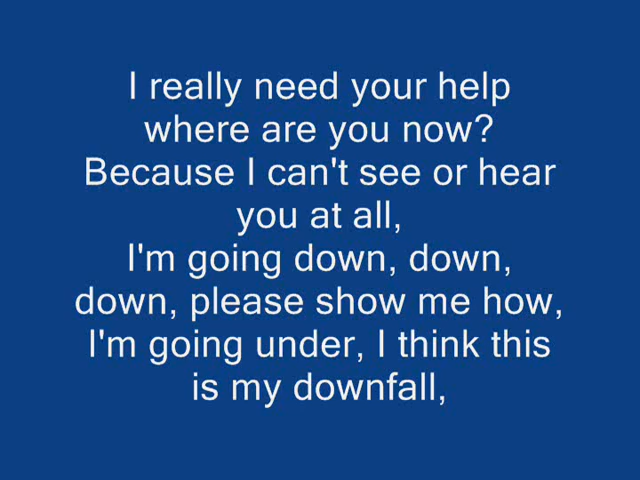 I really need your help
where are you now?
Because I can't see or hear
you at all,
I'm going down, down,
down, please show me how,
I'm going under, I think this
is my downfall,